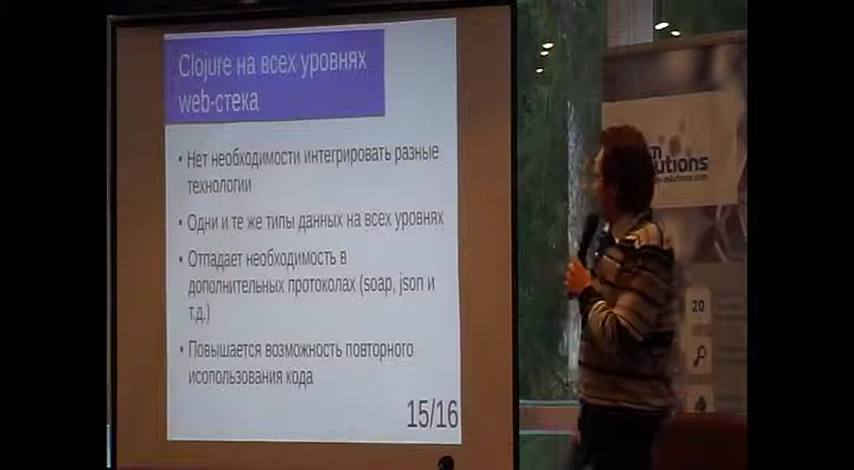 Clojure на всех уровнях
web-стека
• Нет необходимости интегрировать разные
технологии
• Одни и те же типы данных на всех уровнях
• Отпадает необходимость в
дополнительных протоколах (soap, json и
т.д.)
• Повышается возможность повторного
исопользования кода
15/16
utions
20